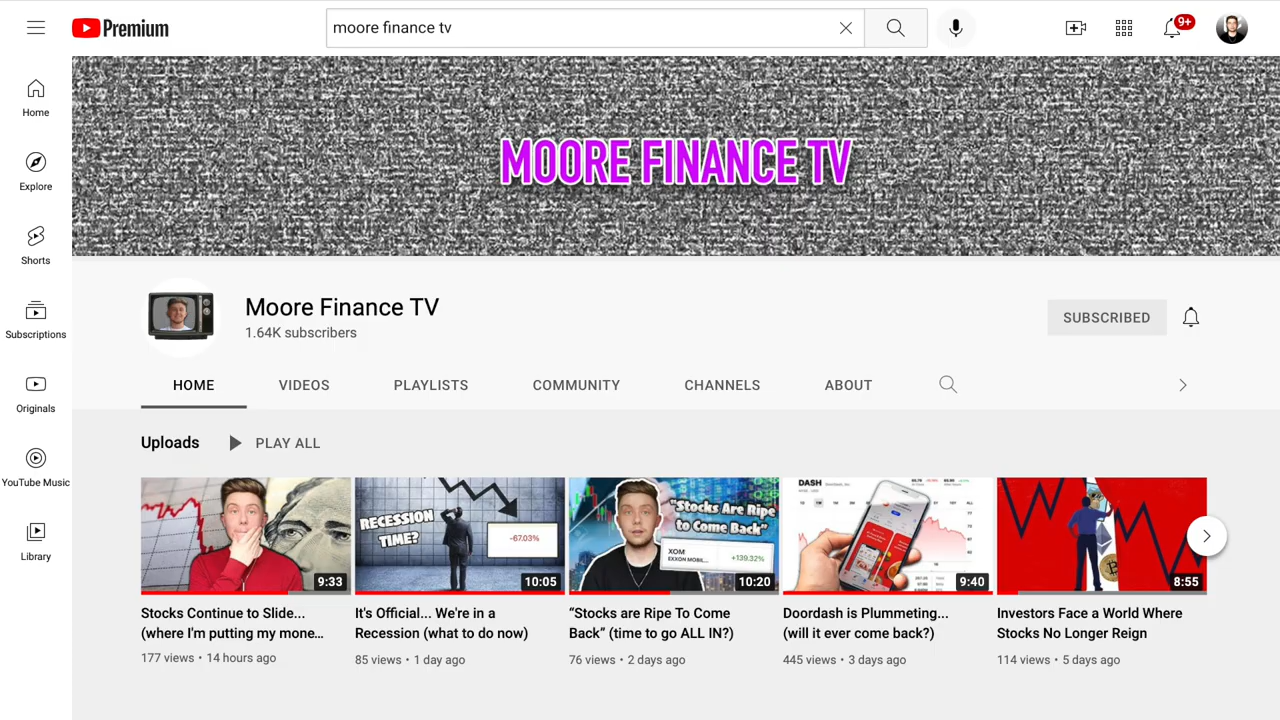 Premium
moore finance tv
9+
Home
Explore
Shorts
Subscriptions
Originals
YouTube Music
Library
MOORE FINANCE TV
Moore Finance TV
1.64K subscribers
SUBSCRIBED
HOME VIDEOS PLAYLISTS COMMUNITY CHANNELS ABOUT
Uploads PLAY ALL
9:33
RECESSION
TIME?
-67.03%
10:05
"Stocks Are Ripe
to Come Back"
XOM
EXXON MOBIL...
+139.32%
10:20
DASH
9:40
8:55
Stocks Continue to Slide...
(where I'm putting my mone...
177 views • 14 hours ago
It's Official... We're in a
Recession (what to do now)
85 views • 1 day ago
“Stocks are Ripe To Come
Back” (time to go ALL IN?)
76 views • 2 days ago
Doordash is Plummeting...
(will it ever come back?)
445 views • 3 days ago
Investors Face a World Where
Stocks No Longer Reign
114 views • 5 days ago